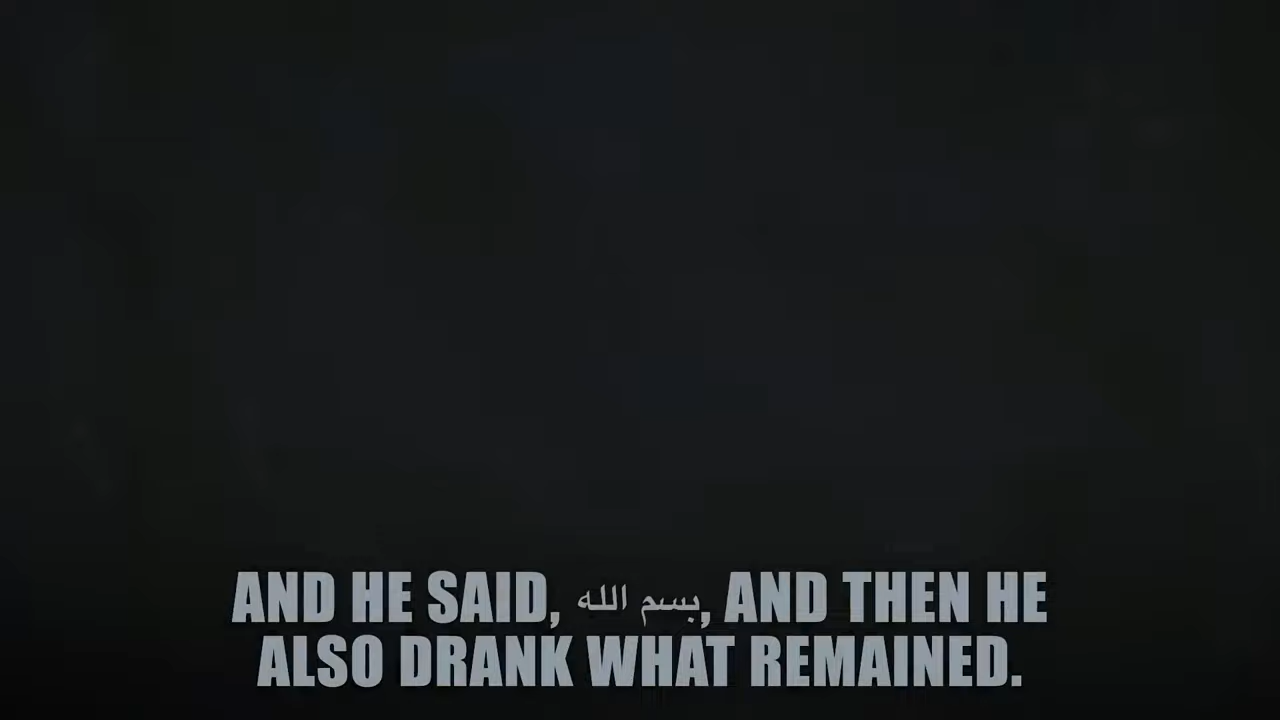 AND HE SAID, بسم الله, AND THEN HE
ALSO DRANK WHAT REMAINED.